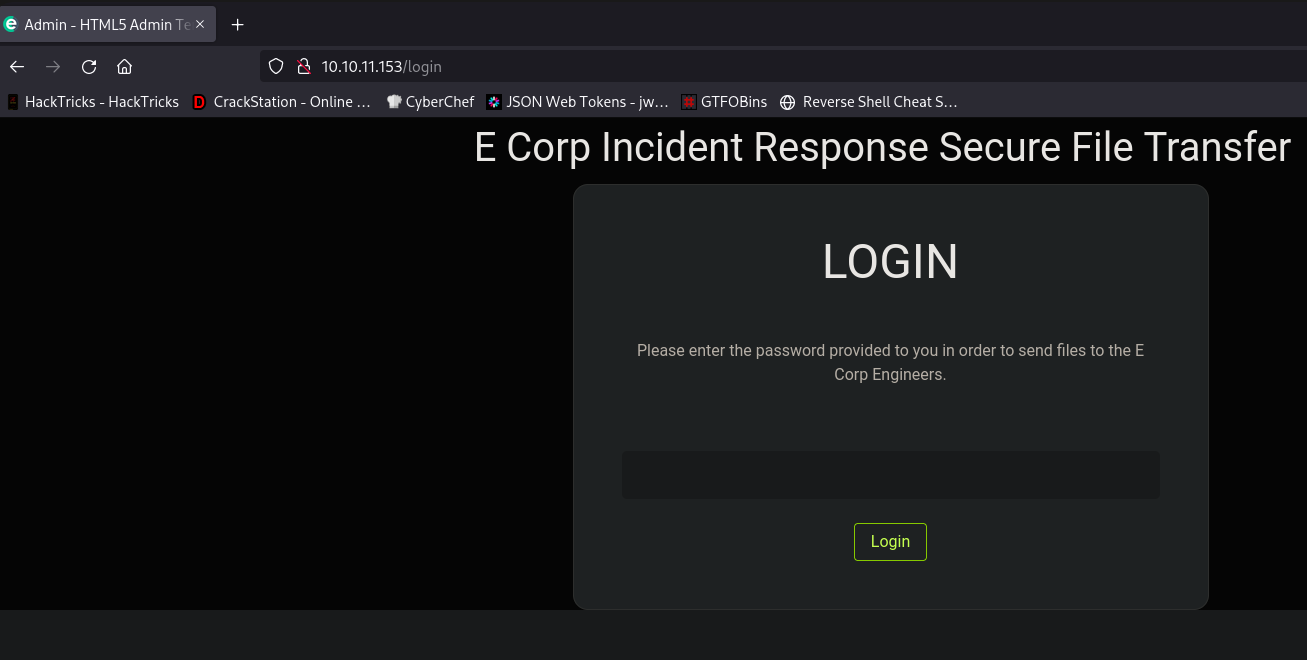 Admin - HTML5 Admin Te
10.10.11.153/login
HackTricks - HackTricks CrackStation - Online ... CyberChef JSON Web Tokens - jw... GTFOBins Reverse Shell Cheat S...
E Corp Incident Response Secure File Transfer
LOGIN
Please enter the password provided to you in order to send files to the E
Corp Engineers.
Login